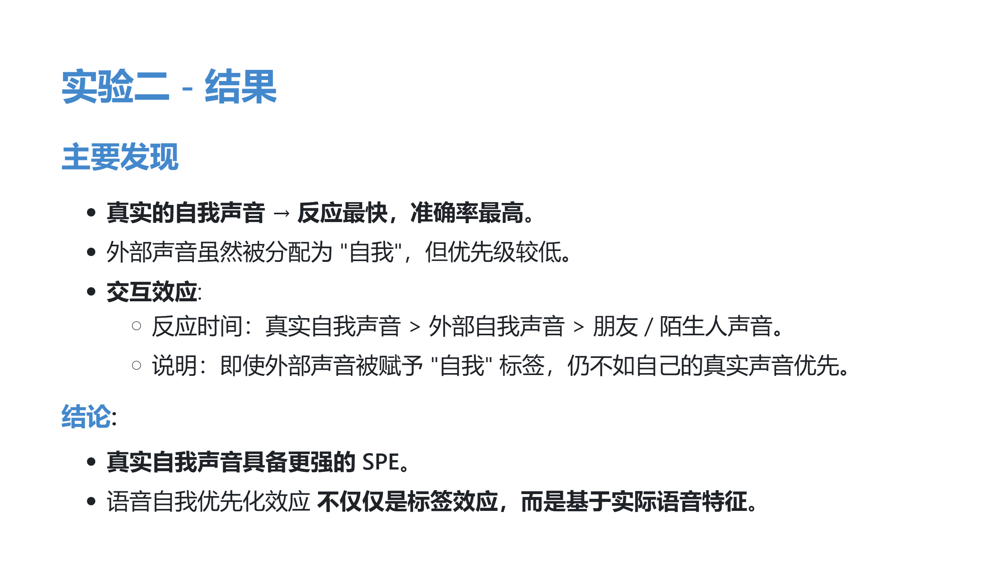 实验二 - 结果
主要发现
真实的自我声音 → 反应最快，准确率最高。
外部声音虽然被分配为 "自我"，但优先级较低。
交互效应:
反应时间：真实自我声音 > 外部自我声音 > 朋友 / 陌生人声音。
说明：即使外部声音被赋予 "自我" 标签，仍不如自己的真实声音优先。
结论:
真实自我声音具备更强的 SPE。
语音自我优先化效应 不仅仅是标签效应，而是基于实际语音特征。